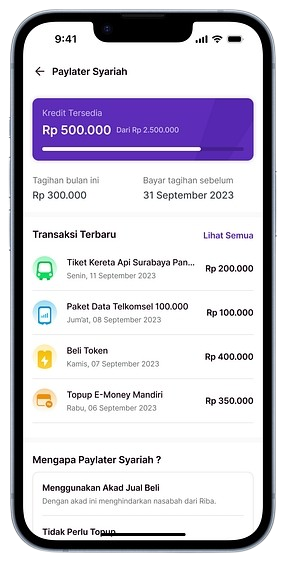 9:41
Paylater Syariah
Kredit Tersedia
Rp 500.000 Dari Rp 2.500.000
Tagihan bulan ini
Bayar tagihan sebelum
Rp 300.000
31 September 2023
Transaksi Terbaru
Lihat Semua
Tiket Kereta Api Surabaya Pan...
Senin, 11 September 2023
Rp 200.000
Paket Data Telkomsel 100.000
Jum'at, 08 September 2023
Rp 100.000
Beli Token
Kamis, 07 September 2023
Rp 400.000
Topup E-Money Mandiri
Rabu, 06 September 2023
Rp 350.000
Mengapa Paylater Syariah ?
Menggunakan Akad Jual Beli
Dengan akad ini menghindarkan nasabah dari Riba.
Tidak Perlu Topup